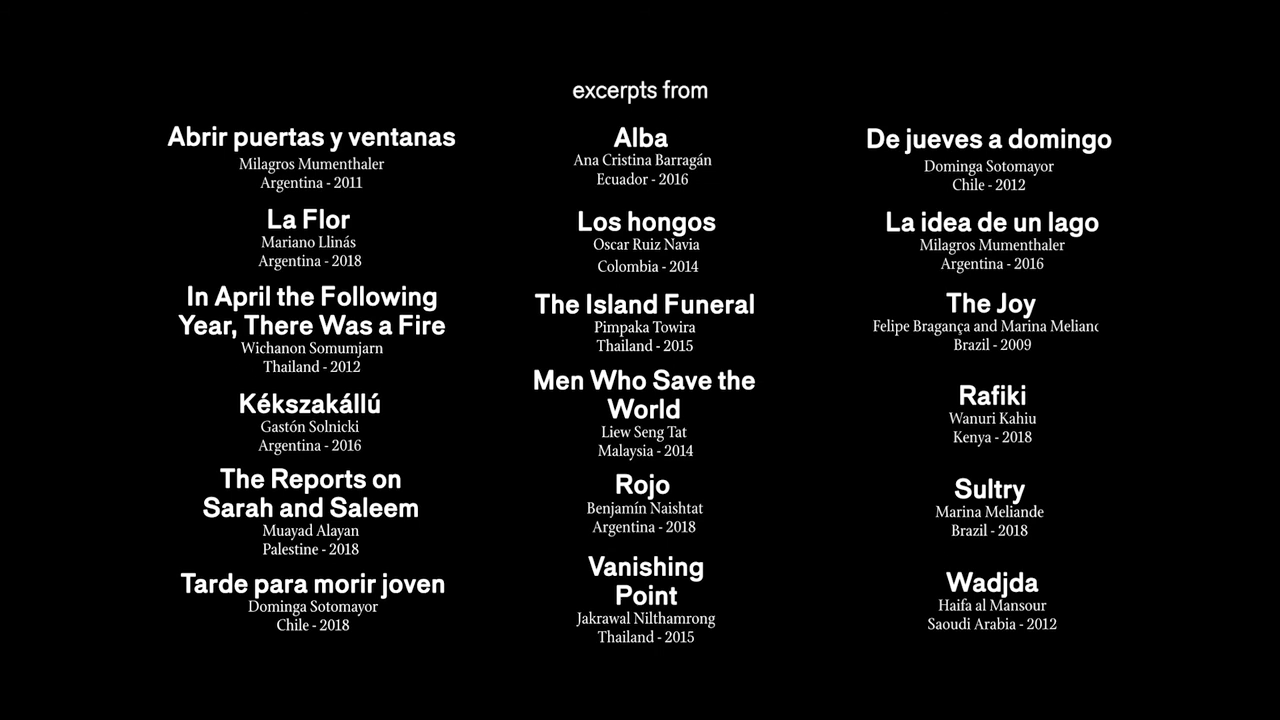 excerpts from
Abrir puertas y ventanas
Milagros Mumenthaler
Argentina - 2011
La Flor
Mariano Llinás
Argentina - 2018
In April the Following
Year, There Was a Fire
Wichanon Somumjarn
Thailand - 2012
Kékszakállú
Gastón Solnicki
Argentina - 2016
The Reports on
Sarah and Saleem
Muayad Alayan
Palestine - 2018
Tarde para morir joven
Dominga Sotomayor
Chile - 2018
Alba
Ana Cristina Barragán
Ecuador - 2016
Los hongos
Oscar Ruiz Navia
Colombia - 2014
The Island Funeral
Pimpaka Towira
Thailand - 2015
Men Who Save the
World
Liew Seng Tat
Malaysia - 2014
Rojo
Benjamín Naishtat
Argentina - 2018
Vanishing
Point
Jakrawal Nilthamrong
Thailand - 2015
De jueves a domingo
Dominga Sotomayor
Chile - 2012
La idea de un lago
Milagros Mumenthaler
Argentina - 2016
The Joy
Felipe Bragança and Marina Meliand
Brazil - 2009
Rafiki
Wanuri Kahiu
Kenya - 2018
Sultry
Marina Meliande
Brazil - 2018
Wadjda
Haifa al Mansour
Saoudi Arabia - 2012